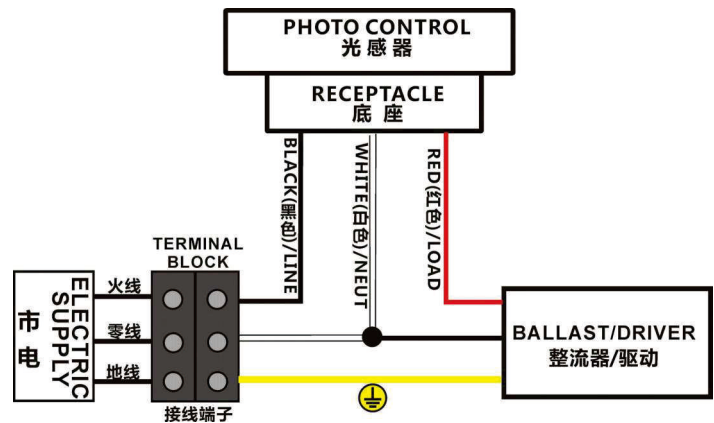 PHOTO CONTROL
光感器
RECEPTACLE
底座
BLACK(黑色)/LINE
WHITE(白色)/NEUT
RED(红色)/LOAD
TERMINAL
BLOCK
ELECTRIC
SUPPLY
市电
火线
零线
地线
接线端子
BALLAST/DRIVER
整流器/驱动